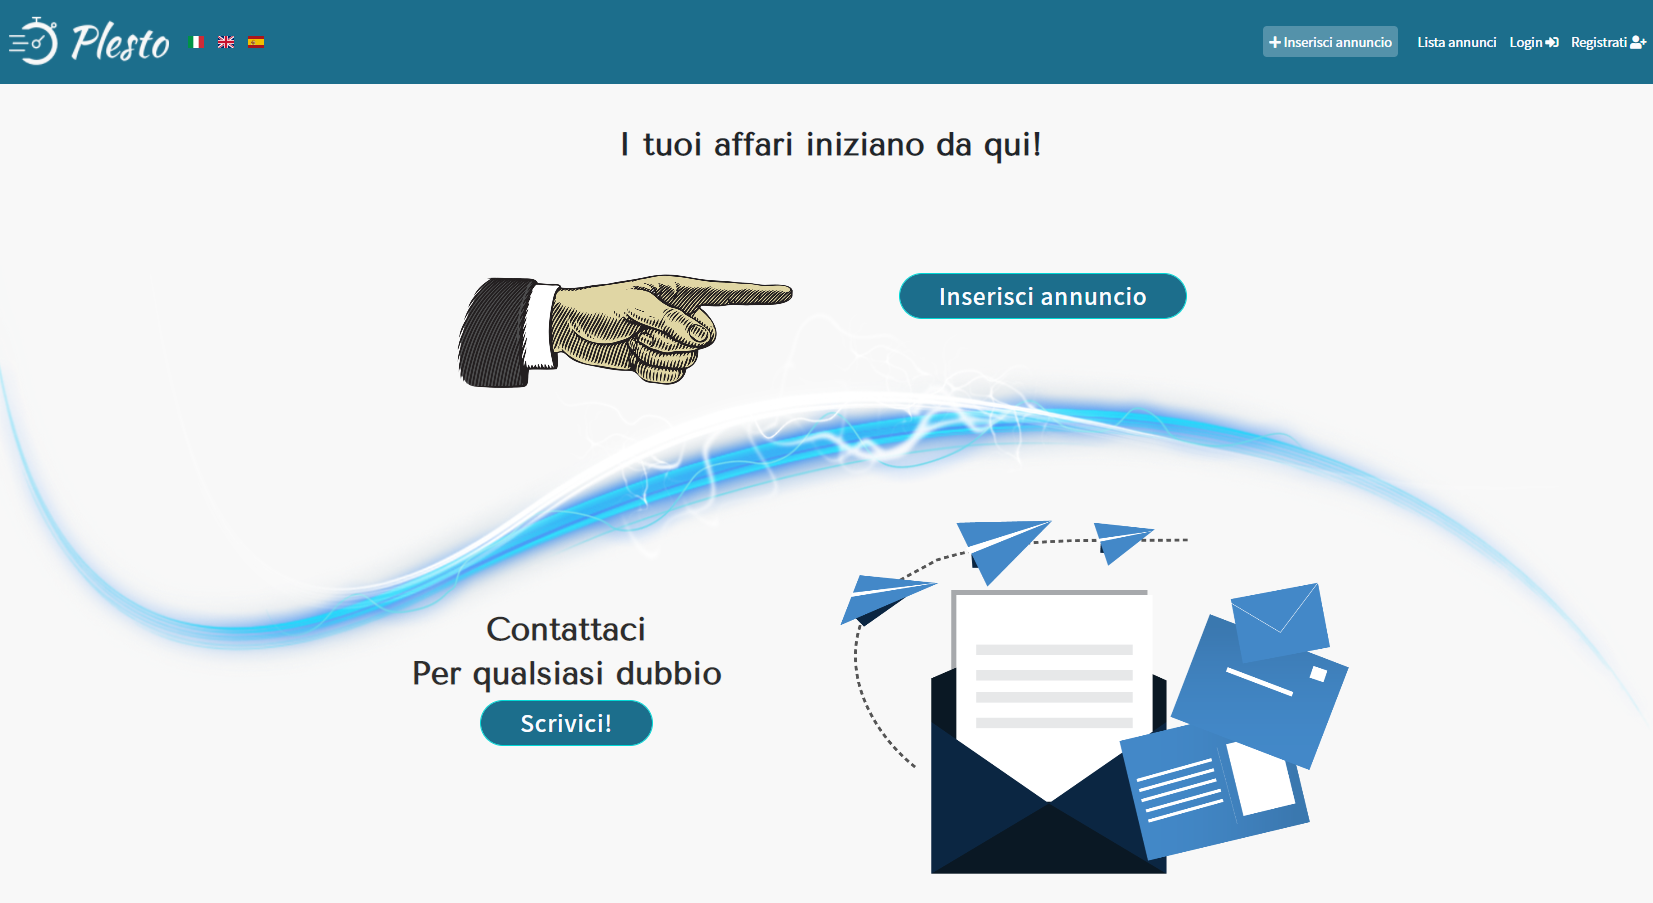 Plesto
Inserisci annuncio
Lista annunci
Login
Registrati
I tuoi affari iniziano da qui!
Inserisci annuncio
Contattaci
Per qualsiasi dubbio
Scrivici!